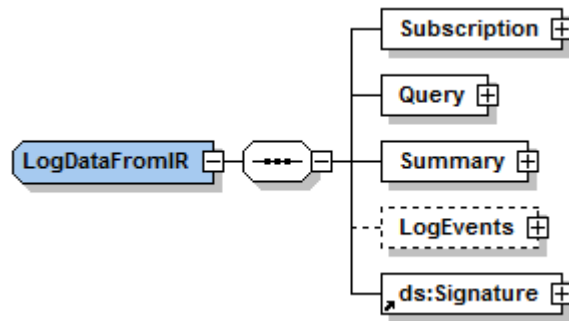 Subscription
Query
LogDataFromIR
Summary
LogEvents
ds:Signature